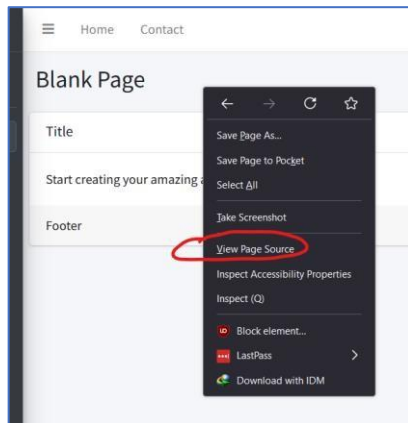 Home Contact
Blank Page
Title
Start creating your amazing a
Footer
Save Page As...
Save Page to Pocket
Select All
Take Screenshot
View Page Source
Inspect Accessibility Properties
Inspect (Q)
Block element...
LastPass
Download with IDM